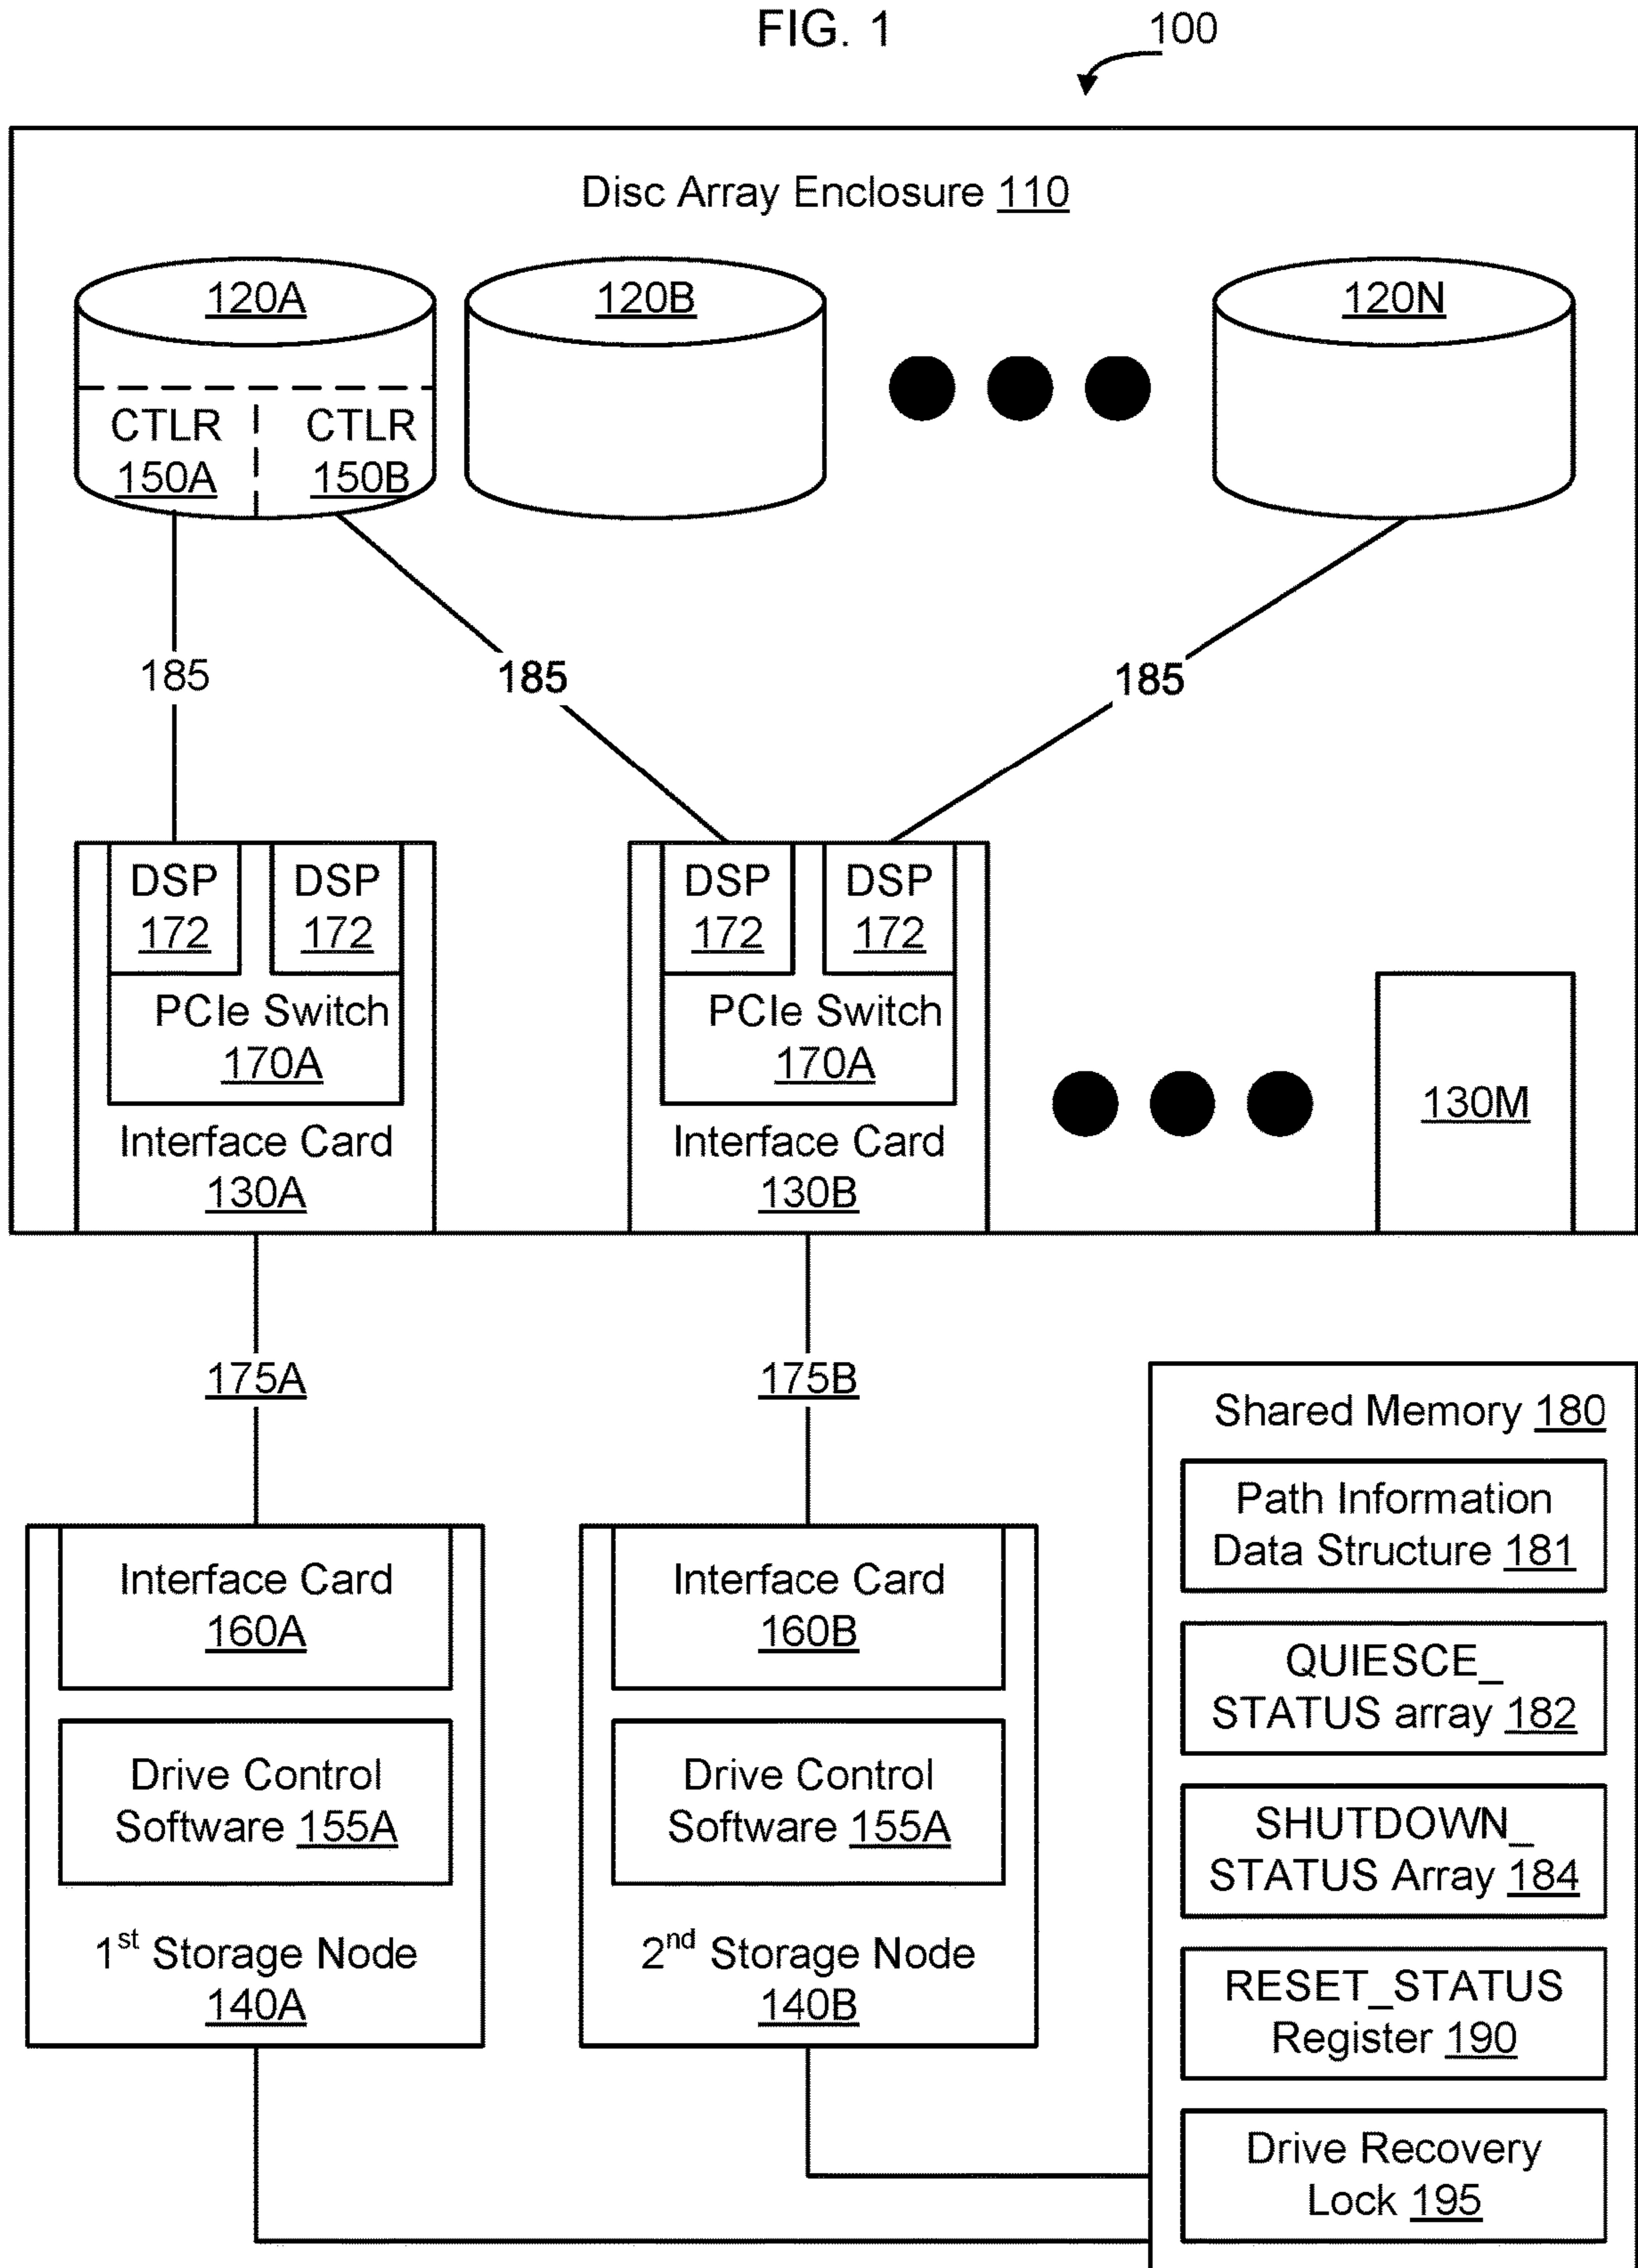 FIG. 1
100
Disc Array Enclosure 110
120A
120B
120N
CTLR
150A
CTLR
150B
185
185
185
DSP
172
DSP
172
PCIe Switch
170A
Interface Card
130A
DSP
172
DSP
172
PCIe Switch
170A
Interface Card
130B
130M
175A
175B
Interface Card
160A
Drive Control
Software 155A
1st Storage Node
140A
Interface Card
160B
Drive Control
Software 155A
2nd Storage Node
140B
Shared Memory 180
Path Information
Data Structure 181
QUIESCE_
STATUS array 182
SHUTDOWN_
STATUS Array 184
RESET_STATUS
Register 190
Drive Recovery
Lock 195